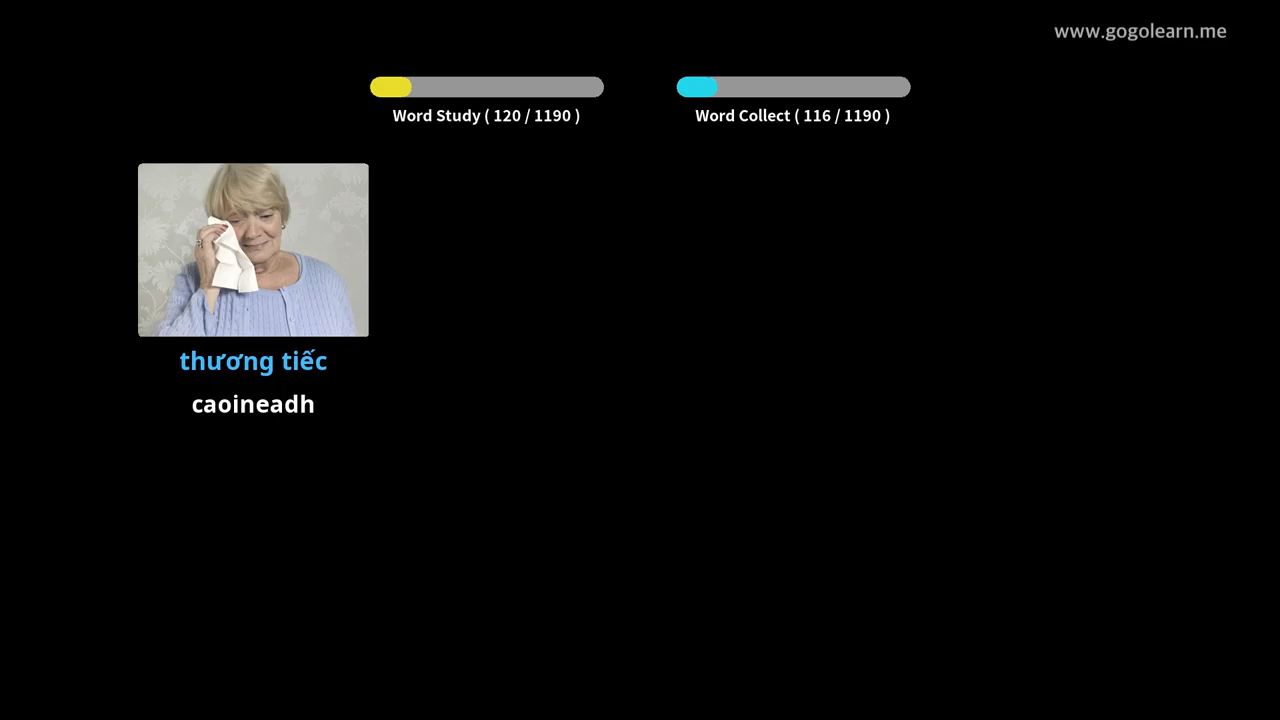 www.gogolearn.me
Word Study ( 120 / 1190 )
Word Collect ( 116 / 1190 )
thương tiếc
caoineadh